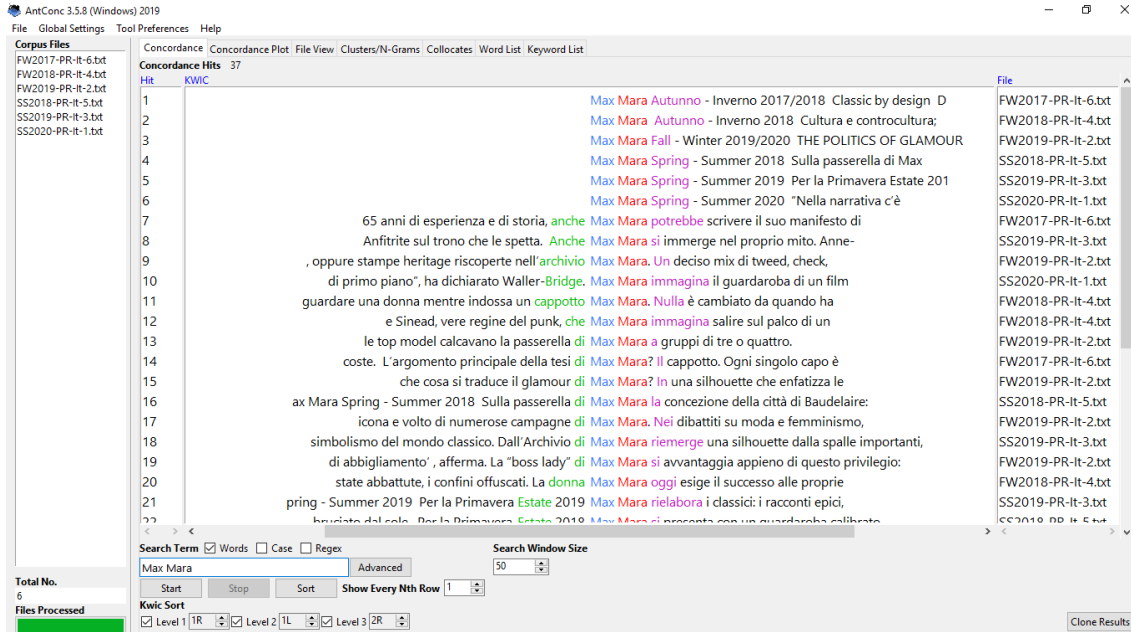 AntConc 3.5.8 (Windows) 2019
File Global Settings Tool Preferences Help
Corpus Files
FW2017-PR-It-6.txt
FW2018-PR-It-4.txt
FW2019-PR-It-2.txt
SS2018-PR-It-5.txt
SS2019-PR-It-3.txt
SS2020-PR-It-1.txt
Concordance Concordance Plot File View Clusters/N-Grams Collocates Word List Keyword List
Concordance Hits 37
Hit KWIC File
1 Max Mara Autunno - Inverno 2017/2018 Classic by design D FW2017-PR-It-6.txt
2 Max Mara Autunno - Inverno 2018 Cultura e controcultura; FW2018-PR-It-4.txt
3 Max Mara Fall - Winter 2019/2020 THE POLITICS OF GLAMOUR FW2019-PR-It-2.txt
4 Max Mara Spring - Summer 2018 Sulla passerella di Max SS2018-PR-It-5.txt
5 Max Mara Spring - Summer 2019 Per la Primavera Estate 201 SS2019-PR-It-3.txt
6 Max Mara Spring - Summer 2020 “Nella narrativa c’è SS2020-PR-It-1.txt
7 65 anni di esperienza e di storia, anche Max Mara potrebbe scrivere il suo manifesto di FW2017-PR-It-6.txt
8 Anfitrite sul trono che le spetta. Anche Max Mara si immerge nel proprio mito. Anne- SS2019-PR-It-3.txt
9 , oppure stampe heritage riscoperte nell’archivio Max Mara. Un deciso mix di tweed, check, FW2019-PR-It-2.txt
10 di primo piano”, ha dichiarato Waller-Bridge. Max Mara immagina il guardaroba di un film SS2020-PR-It-1.txt
11 guardare una donna mentre indossa un cappotto Max Mara. Nulla è cambiato da quando ha FW2018-PR-It-4.txt
12 e Sinead, vere regine del punk, che Max Mara immagina salire sul palco di un FW2018-PR-It-4.txt
13 le top model calcavano la passerella di Max Mara a gruppi di tre o quattro. FW2019-PR-It-2.txt
14 coste. L’argomento principale della tesi di Max Mara? Il cappotto. Ogni singolo capo è FW2017-PR-It-6.txt
15 che cosa si traduce il glamour di Max Mara? In una silhouette che enfatizza le FW2019-PR-It-2.txt
16 ax Mara Spring - Summer 2018 Sulla passerella di Max Mara la concezione della città di Baudelaire: SS2018-PR-It-5.txt
17 icona e volto di numerose campagne di Max Mara. Nei dibattiti su moda e femminismo, FW2019-PR-It-2.txt
18 simbolismo del mondo classico. Dall’Archivio di Max Mara riemerge una silhouette dalla spalle importanti, SS2019-PR-It-3.txt
19 di abbigliamento’ , afferma. La “boss lady” di Max Mara si avvantaggia appieno di questo privilegio: FW2019-PR-It-2.txt
20 state abbattute, i confini offuscati. La donna Max Mara oggi esige il successo alle proprie FW2018-PR-It-4.txt
21 pring - Summer 2019 Per la Primavera Estate 2019 Max Mara rielabora i classici: i racconti epici, SS2019-PR-It-3.txt
22 bruciato dal sole. Per la Primavera Estate 2018 Max Mara si presenta con un guardaroba calibrato SS2018-PR-It-5.txt
Search Term Words Case Regex Search Window Size
Max Mara Advanced 50
Start Stop Sort Show Every Nth Row 1
Kwic Sort
Level 1 1R Level 2 1L Level 3 2R
Total No.
6
Files Processed
Clone Results